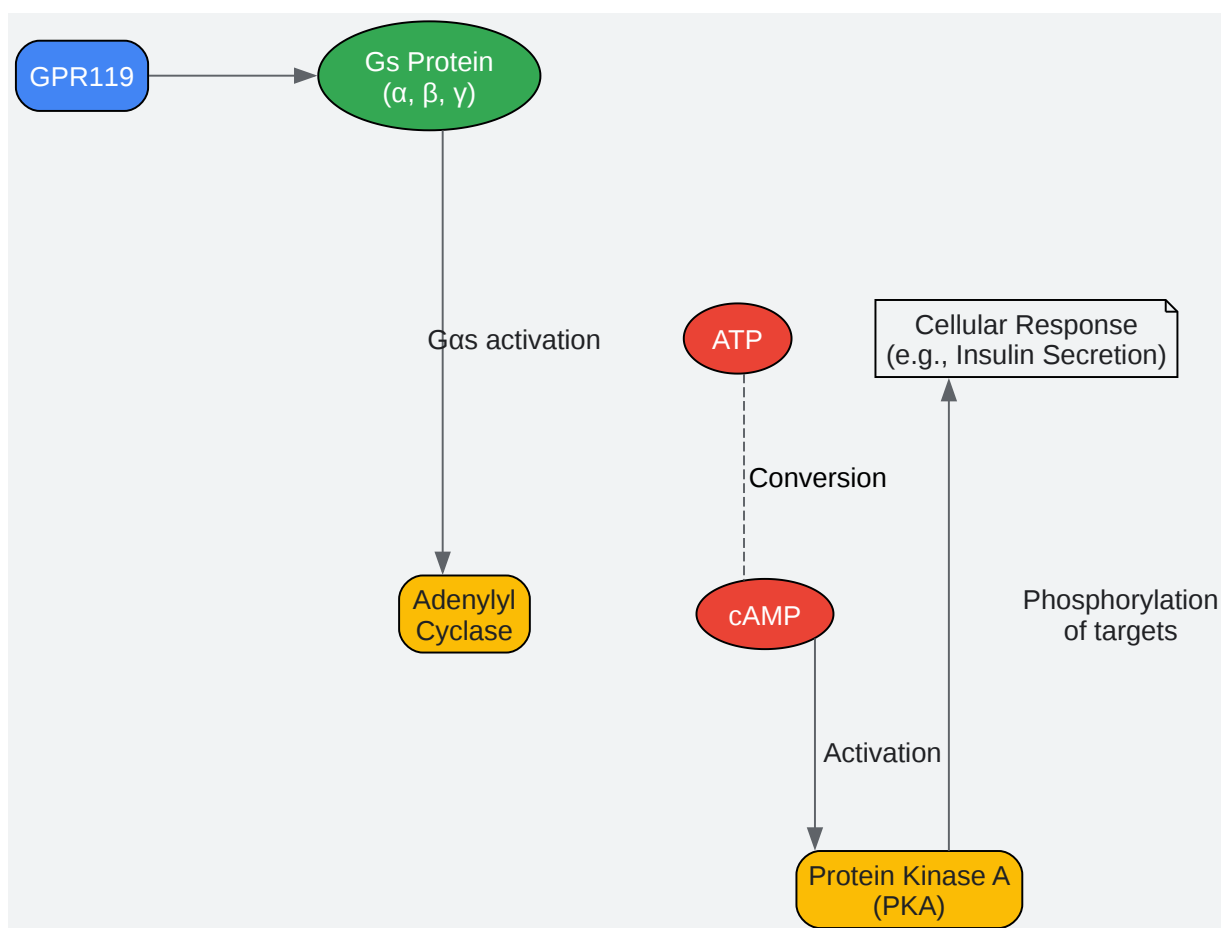 GPR119
Gs Protein
(α, β, γ)
Gαs activation
ATP
Cellular Response
(e.g., Insulin Secretion)
Conversion
Adenylyl
Cyclase
cAMP
Phosphorylation
of targets
Activation
Protein Kinase A
(PKA)